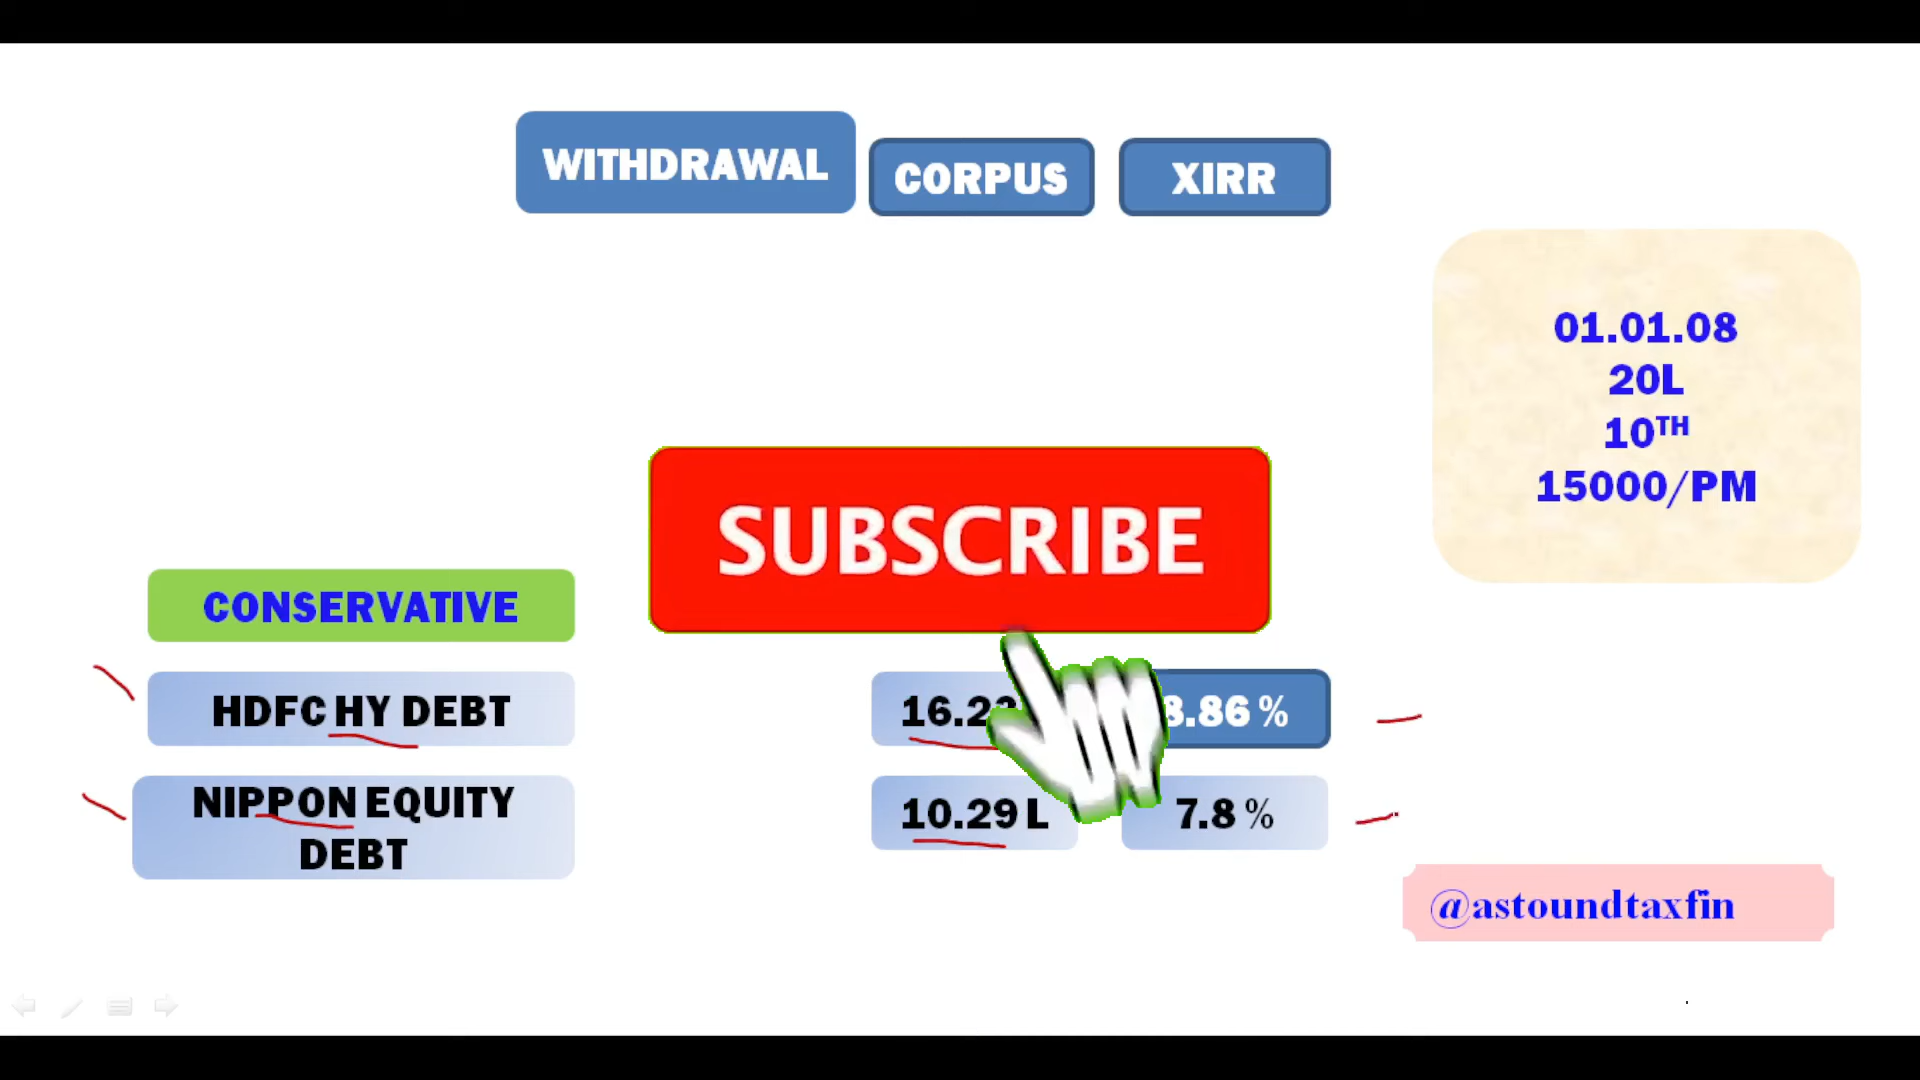 WITHDRAWAL
CORPUS
XIRR
01.01.08
20L
10TH
15000/PM
SUBSCRIBE
CONSERVATIVE
HDFC HY DEBT
.86 %
NIPPON EQUITY
DEBT
10.29 L
7.8 %
@astoundtaxfin